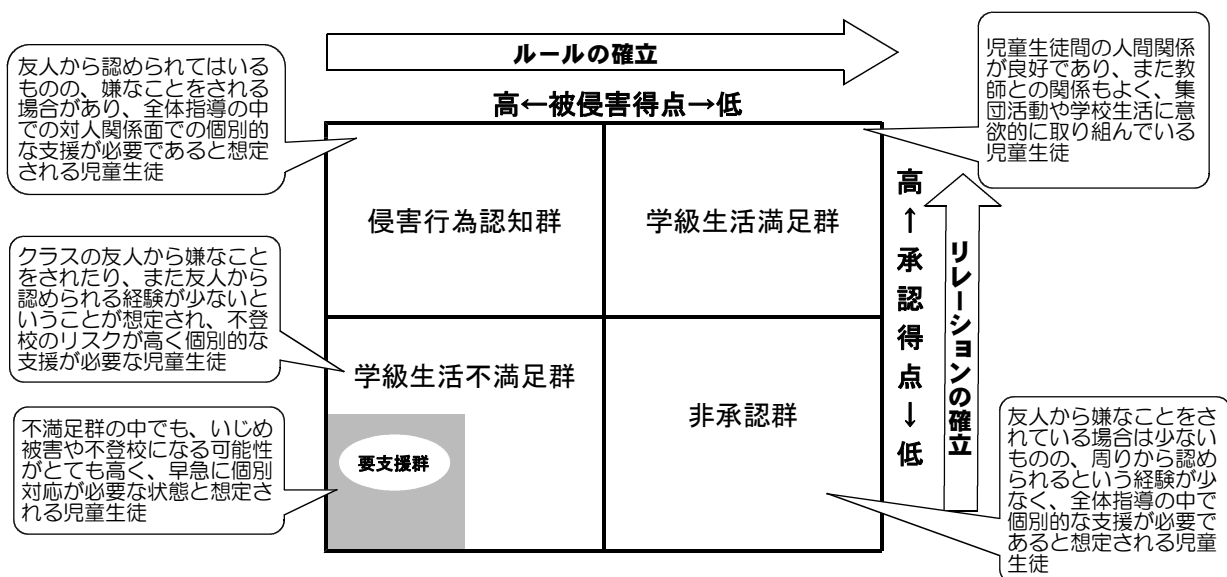 ルールの確立
高←被侵害得点→低
友人から認められてはいる
ものの、嫌なことをされる
場合があり、全体指導の中
での対人関係面での個別的
な支援が必要であると想定
される児童生徒
児童生徒間の人間関係
が良好であり、また教
師との関係もよく、集
団活動や学校生活に意
欲的に取り組んでいる
児童生徒
侵害行為認知群
学級生活満足群
高↑承認得点↓低
リレーションの確立
クラスの友人から嫌なこと
をされたり、また友人から
認められる経験が少ないと
いうことが想定され、不登
校のリスクが高く個別的な
支援が必要な児童生徒
学級生活不満足群
非承認群
不満足群の中でも、いじめ
被害や不登校になる可能性
がとても高く、早急に個別
対応が必要な状態と想定さ
れる児童生徒
要支援群
友人から嫌なことをさ
れている場合は少ない
ものの、周りから認め
られるという経験が少
なく、全体指導の中で
個別的な支援が必要で
あると想定される児童
生徒